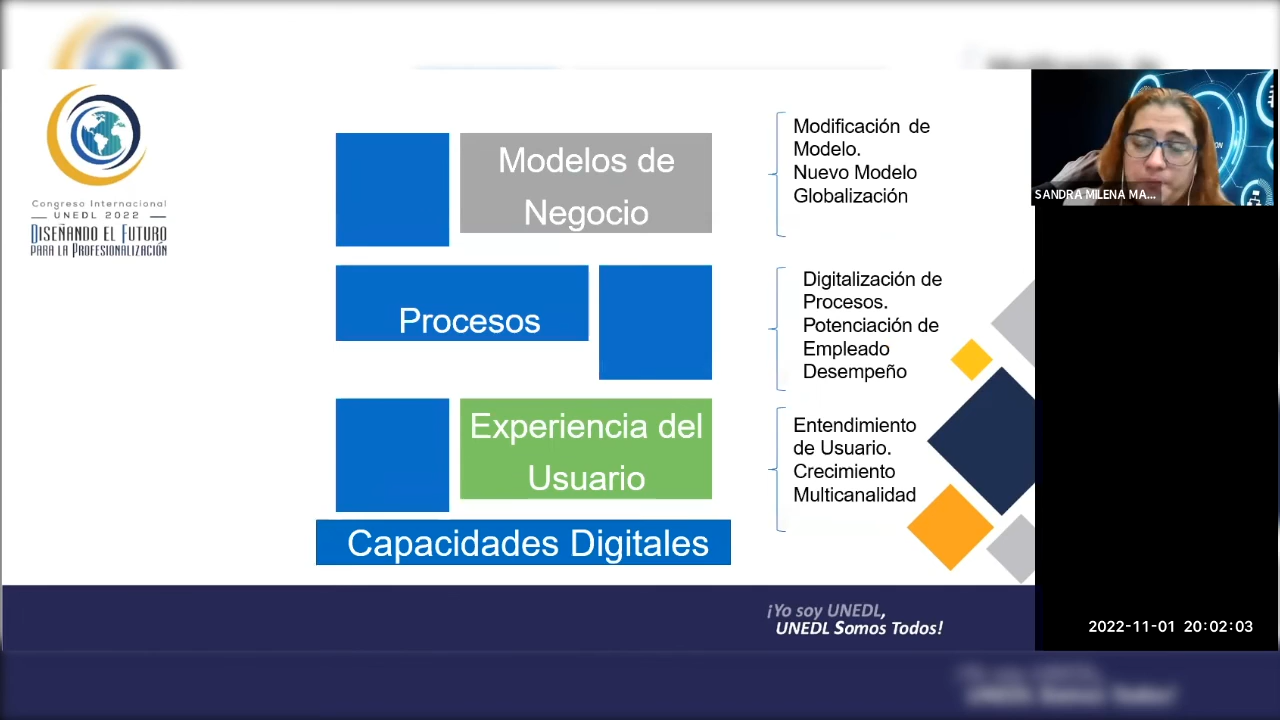 Congreso Internacional
UNEDL 2022
DISEÑANDO EL FUTURO
PARA LA PROFESIONALIZACIÓN
Modelos de
Negocio
Modificación de
Modelo.
Nuevo Modelo
Globalización
Procesos
Digitalización de
Procesos.
Potenciación de
Empleado
Desempeño
Experiencia del
Usuario
Entendimiento
de Usuario.
Crecimiento
Multicanalidad
Capacidades Digitales
¡Yo soy UNEDL,
UNEDL Somos Todos!
SANDRA MILENA MA...
2022-11-01 20:02:03